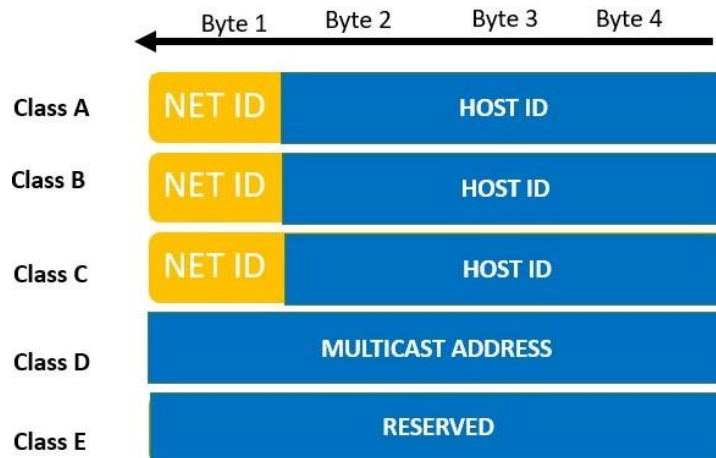 Byte 1 Byte 2 Byte 3 Byte 4
Class A NET ID HOST ID
Class B NET ID HOST ID
Class C NET ID HOST ID
Class D MULTICAST ADDRESS
Class E RESERVED